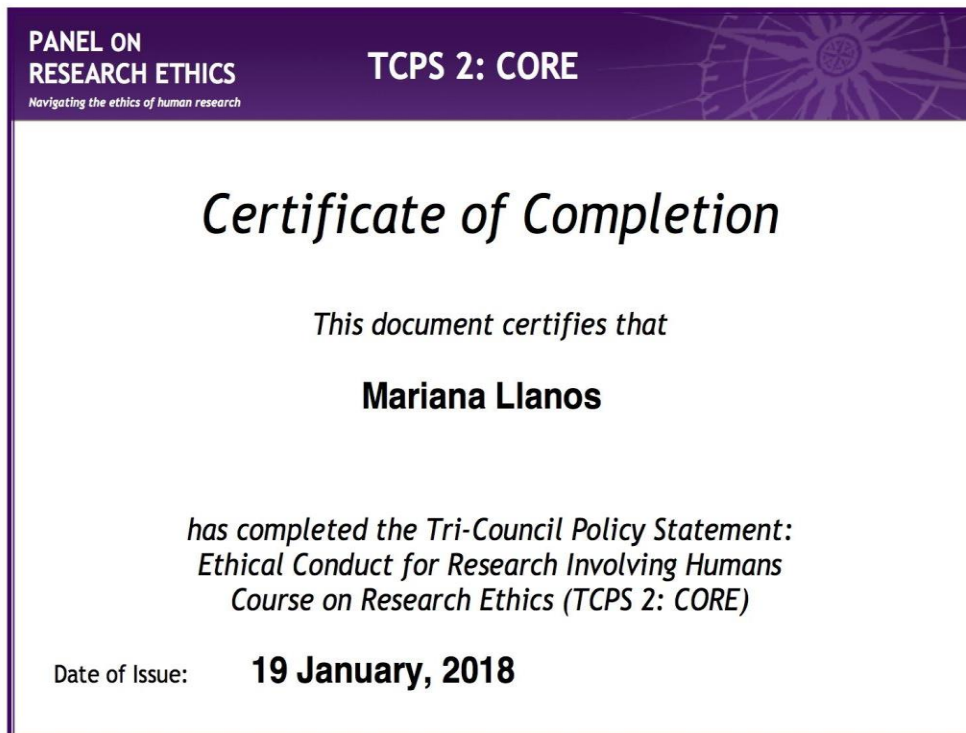 PANEL ON
RESEARCH ETHICS
Navigating the ethics of human research
TCPS 2: CORE
Certificate of Completion
This document certifies that
Mariana Llanos
has completed the Tri-Council Policy Statement:
Ethical Conduct for Research Involving Humans
Course on Research Ethics (TCPS 2: CORE)
Date of Issue: 19 January, 2018